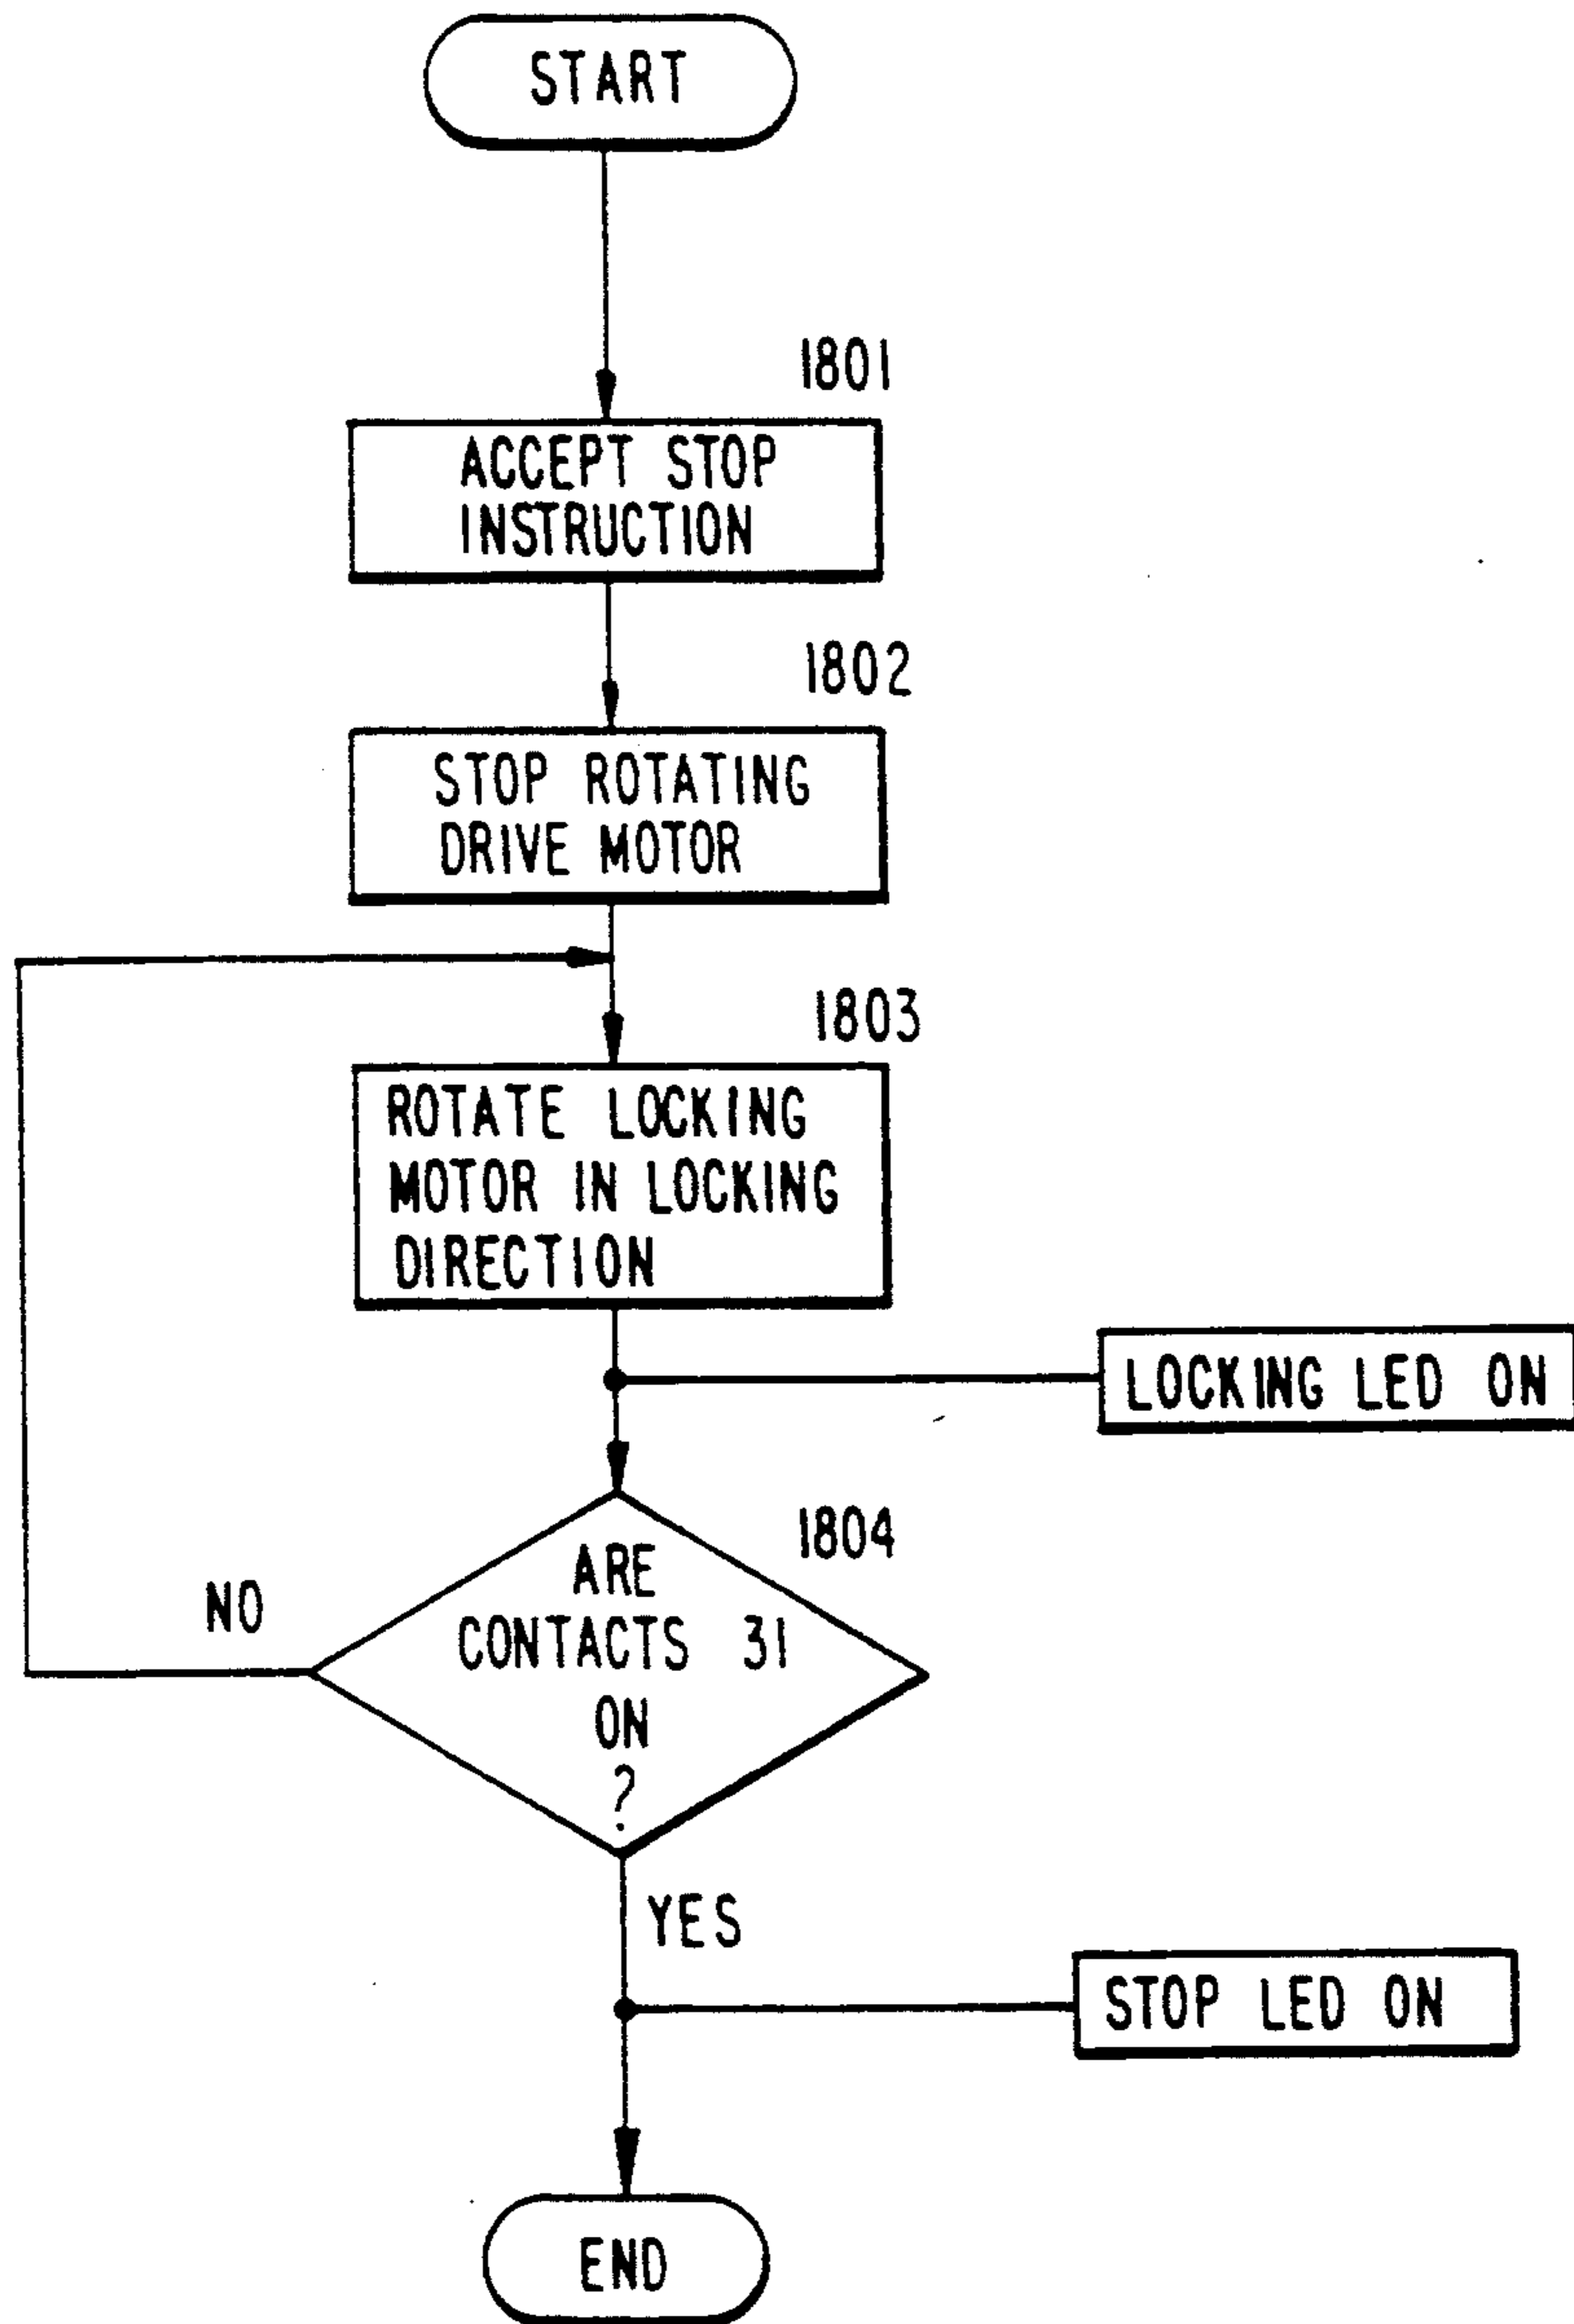 START
1801
ACCEPT STOP
INSTRUCTION
1802
STOP ROTATING
DRIVE MOTOR
1803
ROTATE LOCKING
MOTOR IN LOCKING
DIRECTION
LOCKING LED ON
1804
ARE
CONTACTS 31
ON
?
NO
YES
STOP LED ON
END